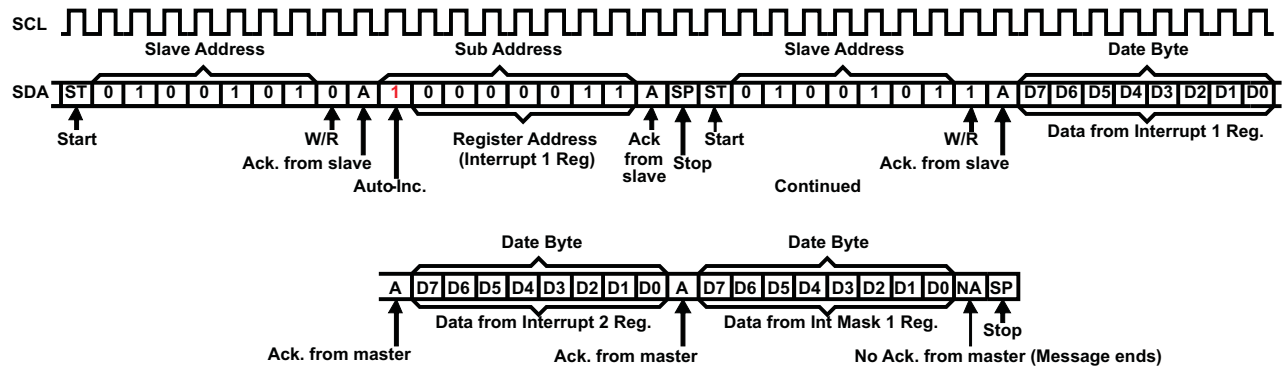 SCL
Slave Address Sub Address Slave Address Date Byte
SDA ST 0 1 0 0 1 0 1 0 A 1 0 0 0 0 0 1 1 A SP ST 0 1 0 0 1 0 1 1 A D7 D6 D5 D4 D3 D2 D1 D0
Start W/R Register Address Ack Start W/R Data from Interrupt 1 Reg.
Ack. from slave (Interrupt 1 Reg) from Stop Ack. from slave
slave
Auto-Inc. Continued
Date Byte Date Byte
A D7 D6 D5 D4 D3 D2 D1 D0 A D7 D6 D5 D4 D3 D2 D1 D0 NA SP
Data from Interrupt 2 Reg. Data from Int Mask 1 Reg. Stop
Ack. from master Ack. from master No Ack. from master (Message ends)